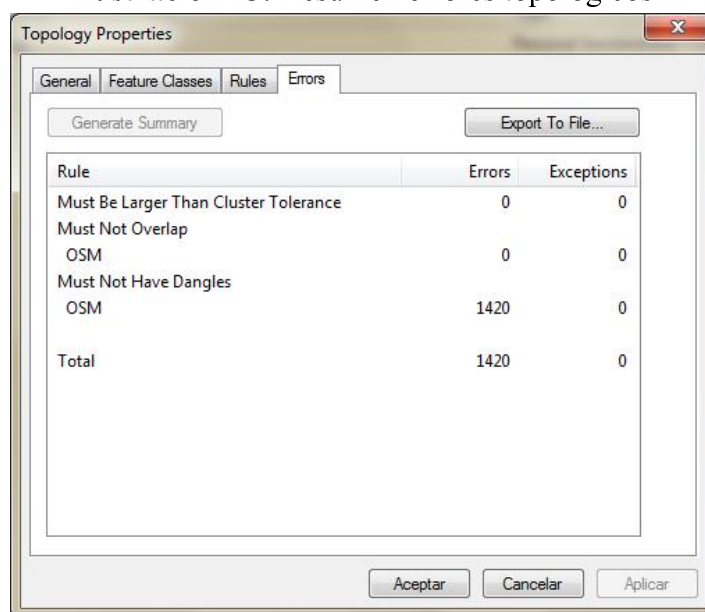 topológicos
Topology Properties
X
General Feature Classes Rules Errors
Generate Summary Export To File...
Rule Errors Exceptions
Must Be Larger Than Cluster Tolerance 0 0
Must Not Overlap
OSM 0 0
Must Not Have Dangles
OSM 1420 0
Total 1420 0
Aceptar Cancelar Aplicar